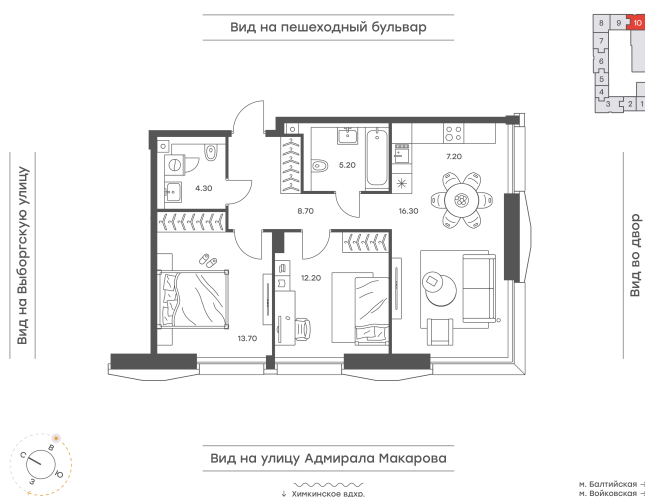 Вид на пешеходный бульвар
8 9 10
7
6
5
4
3 2 1
5.20
7.20
4.30
8.70
16.30
12.20
13.70
Вид на Выборгскую улицу
Вид во двор
Вид на улицу Адмирала Макарова
С В
З Ю
↓ Химкинское вдхр.
м. Балтийская
м. Войковская